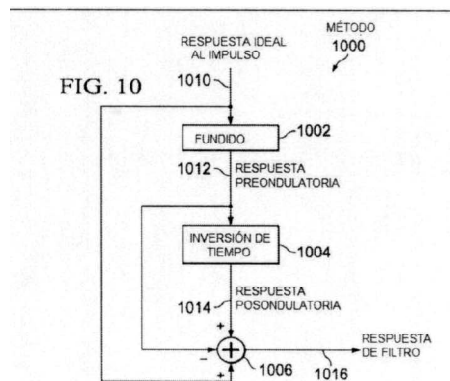 MÉTODO
1000
RESPUESTA IDEAL
AL IMPULSO
1010
FIG. 10
FUNDIDO
1002
1012
RESPUESTA
PREONDULATORIA
INVERSIÓN DE
TIEMPO
1004
1014
RESPUESTA
POSONDULATORIA
+
−
+
+
1006
1016
RESPUESTA
DE FILTRO